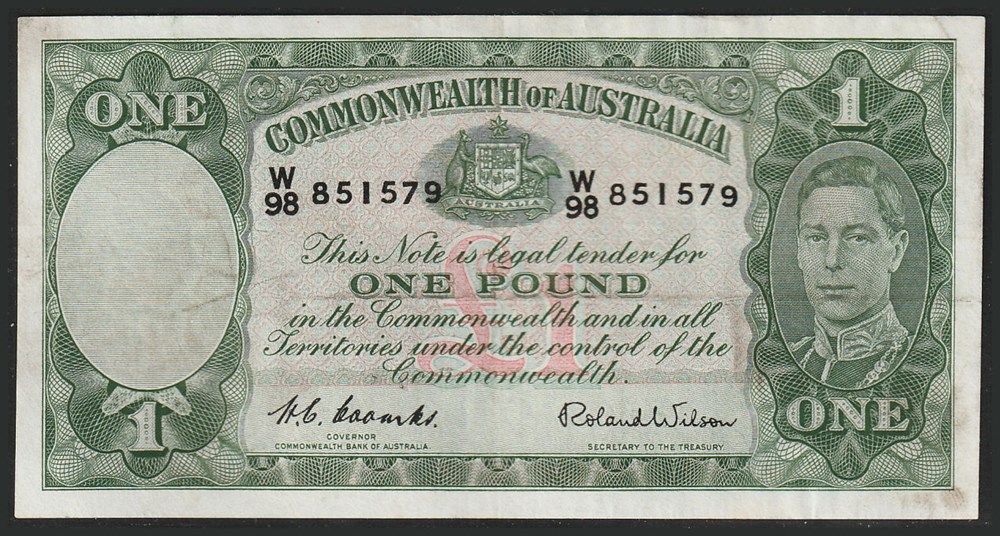 ONE
COMMONWEALTH OF AUSTRALIA
1
AUSTRALIA
W/98 851579
W/98 851579
This Note is legal tender for
ONE POUND
in the Commonwealth and in all
Territories under the control of the
Commonwealth.
£1
H.C. Coombs.
GOVERNOR
COMMONWEALTH BANK OF AUSTRALIA.
Roland Wilson
SECRETARY TO THE TREASURY.
1
ONE